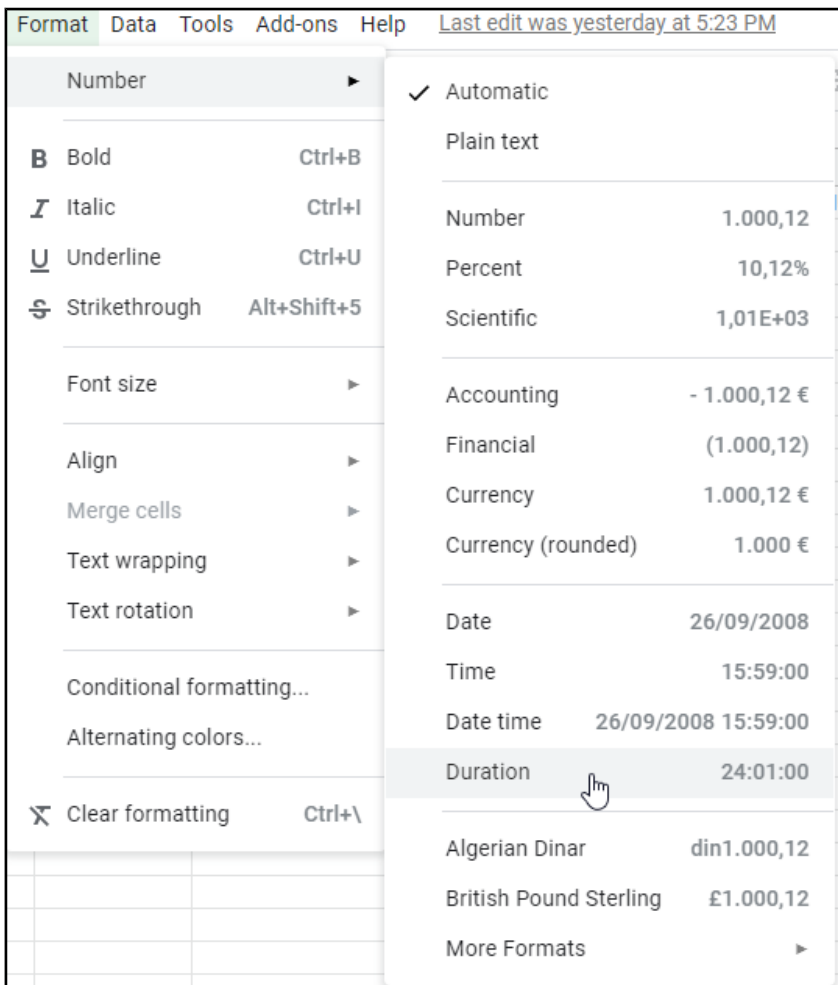 Format Data Tools Add-ons Help Last edit was yesterday at 5:23 PM
Number
B Bold Ctrl+B
I Italic Ctrl+I
U Underline Ctrl+U
S Strikethrough Alt+Shift+5
Font size
Align
Merge cells
Text wrapping
Text rotation
Conditional formatting...
Alternating colors...
Clear formatting Ctrl+\
Automatic
Plain text
Number 1.000,12
Percent 10,12%
Scientific 1,01E+03
Accounting - 1.000,12 €
Financial (1.000,12)
Currency 1.000,12 €
Currency (rounded) 1.000 €
Date 26/09/2008
Time 15:59:00
Date time 26/09/2008 15:59:00
Duration 24:01:00
Algerian Dinar din1.000,12
British Pound Sterling £1.000,12
More Formats